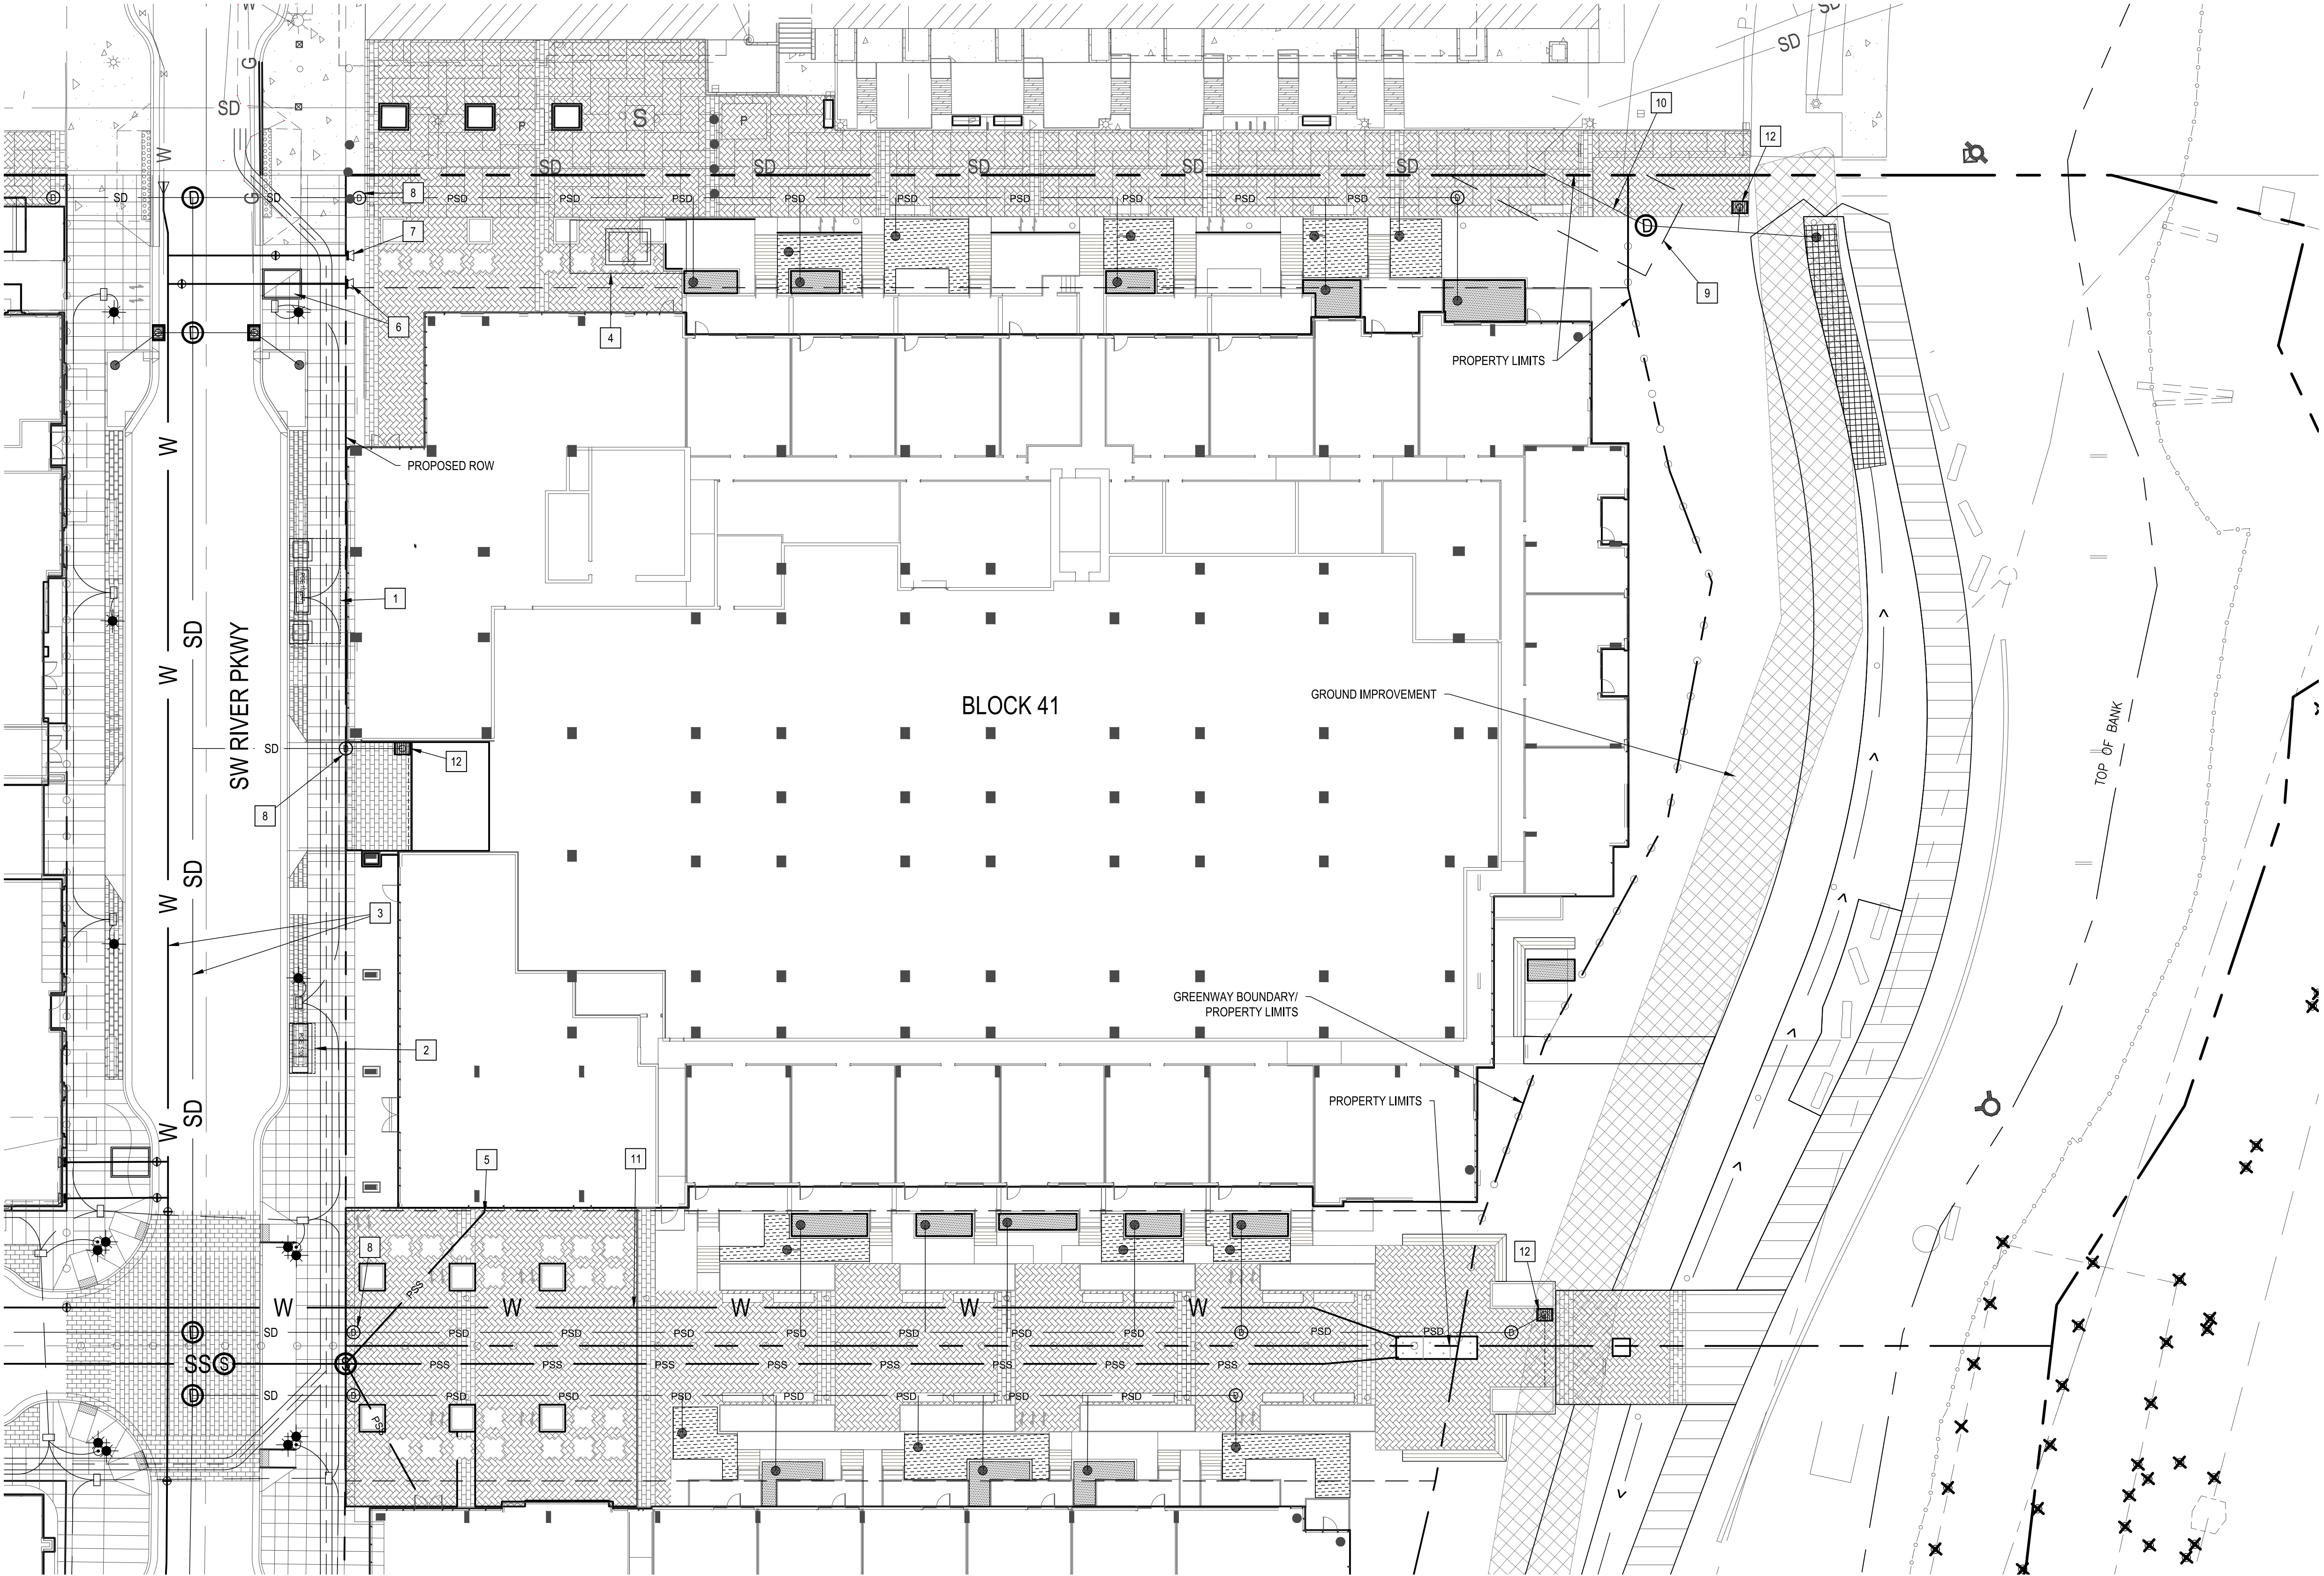 W
SD
SD
10
12
G
P
S
P
SD
SD
SD
SD
SD
W
8
D
SD
D
SD
G
D
PSD
PSD
PSD
PSD
PSD
PSD
PSD
PSD
PSD
D
D
7
9
6
4
D
PROPERTY LIMITS
W
PROPOSED ROW
1
SD
SW RIVER PKWY
W
BLOCK 41
GROUND IMPROVEMENT
TOP OF BANK
SD
D
12
8
SD
W
3
GREENWAY BOUNDARY/
PROPERTY LIMITS
2
SD
W
PROPERTY LIMITS
5
11
8
12
PSS
W
W
W
W
W
D
SD
D
PSD
PSD
PSD
PSD
PSD
PSD
PSD
D
PSD
PSD
D
SS
S
S
PSS
PSS
PSS
PSS
PSS
PSS
PSS
PSS
D
SD
D
PSD
PSD
PSD
PSD
PSD
PSD
PSD
D
PSS